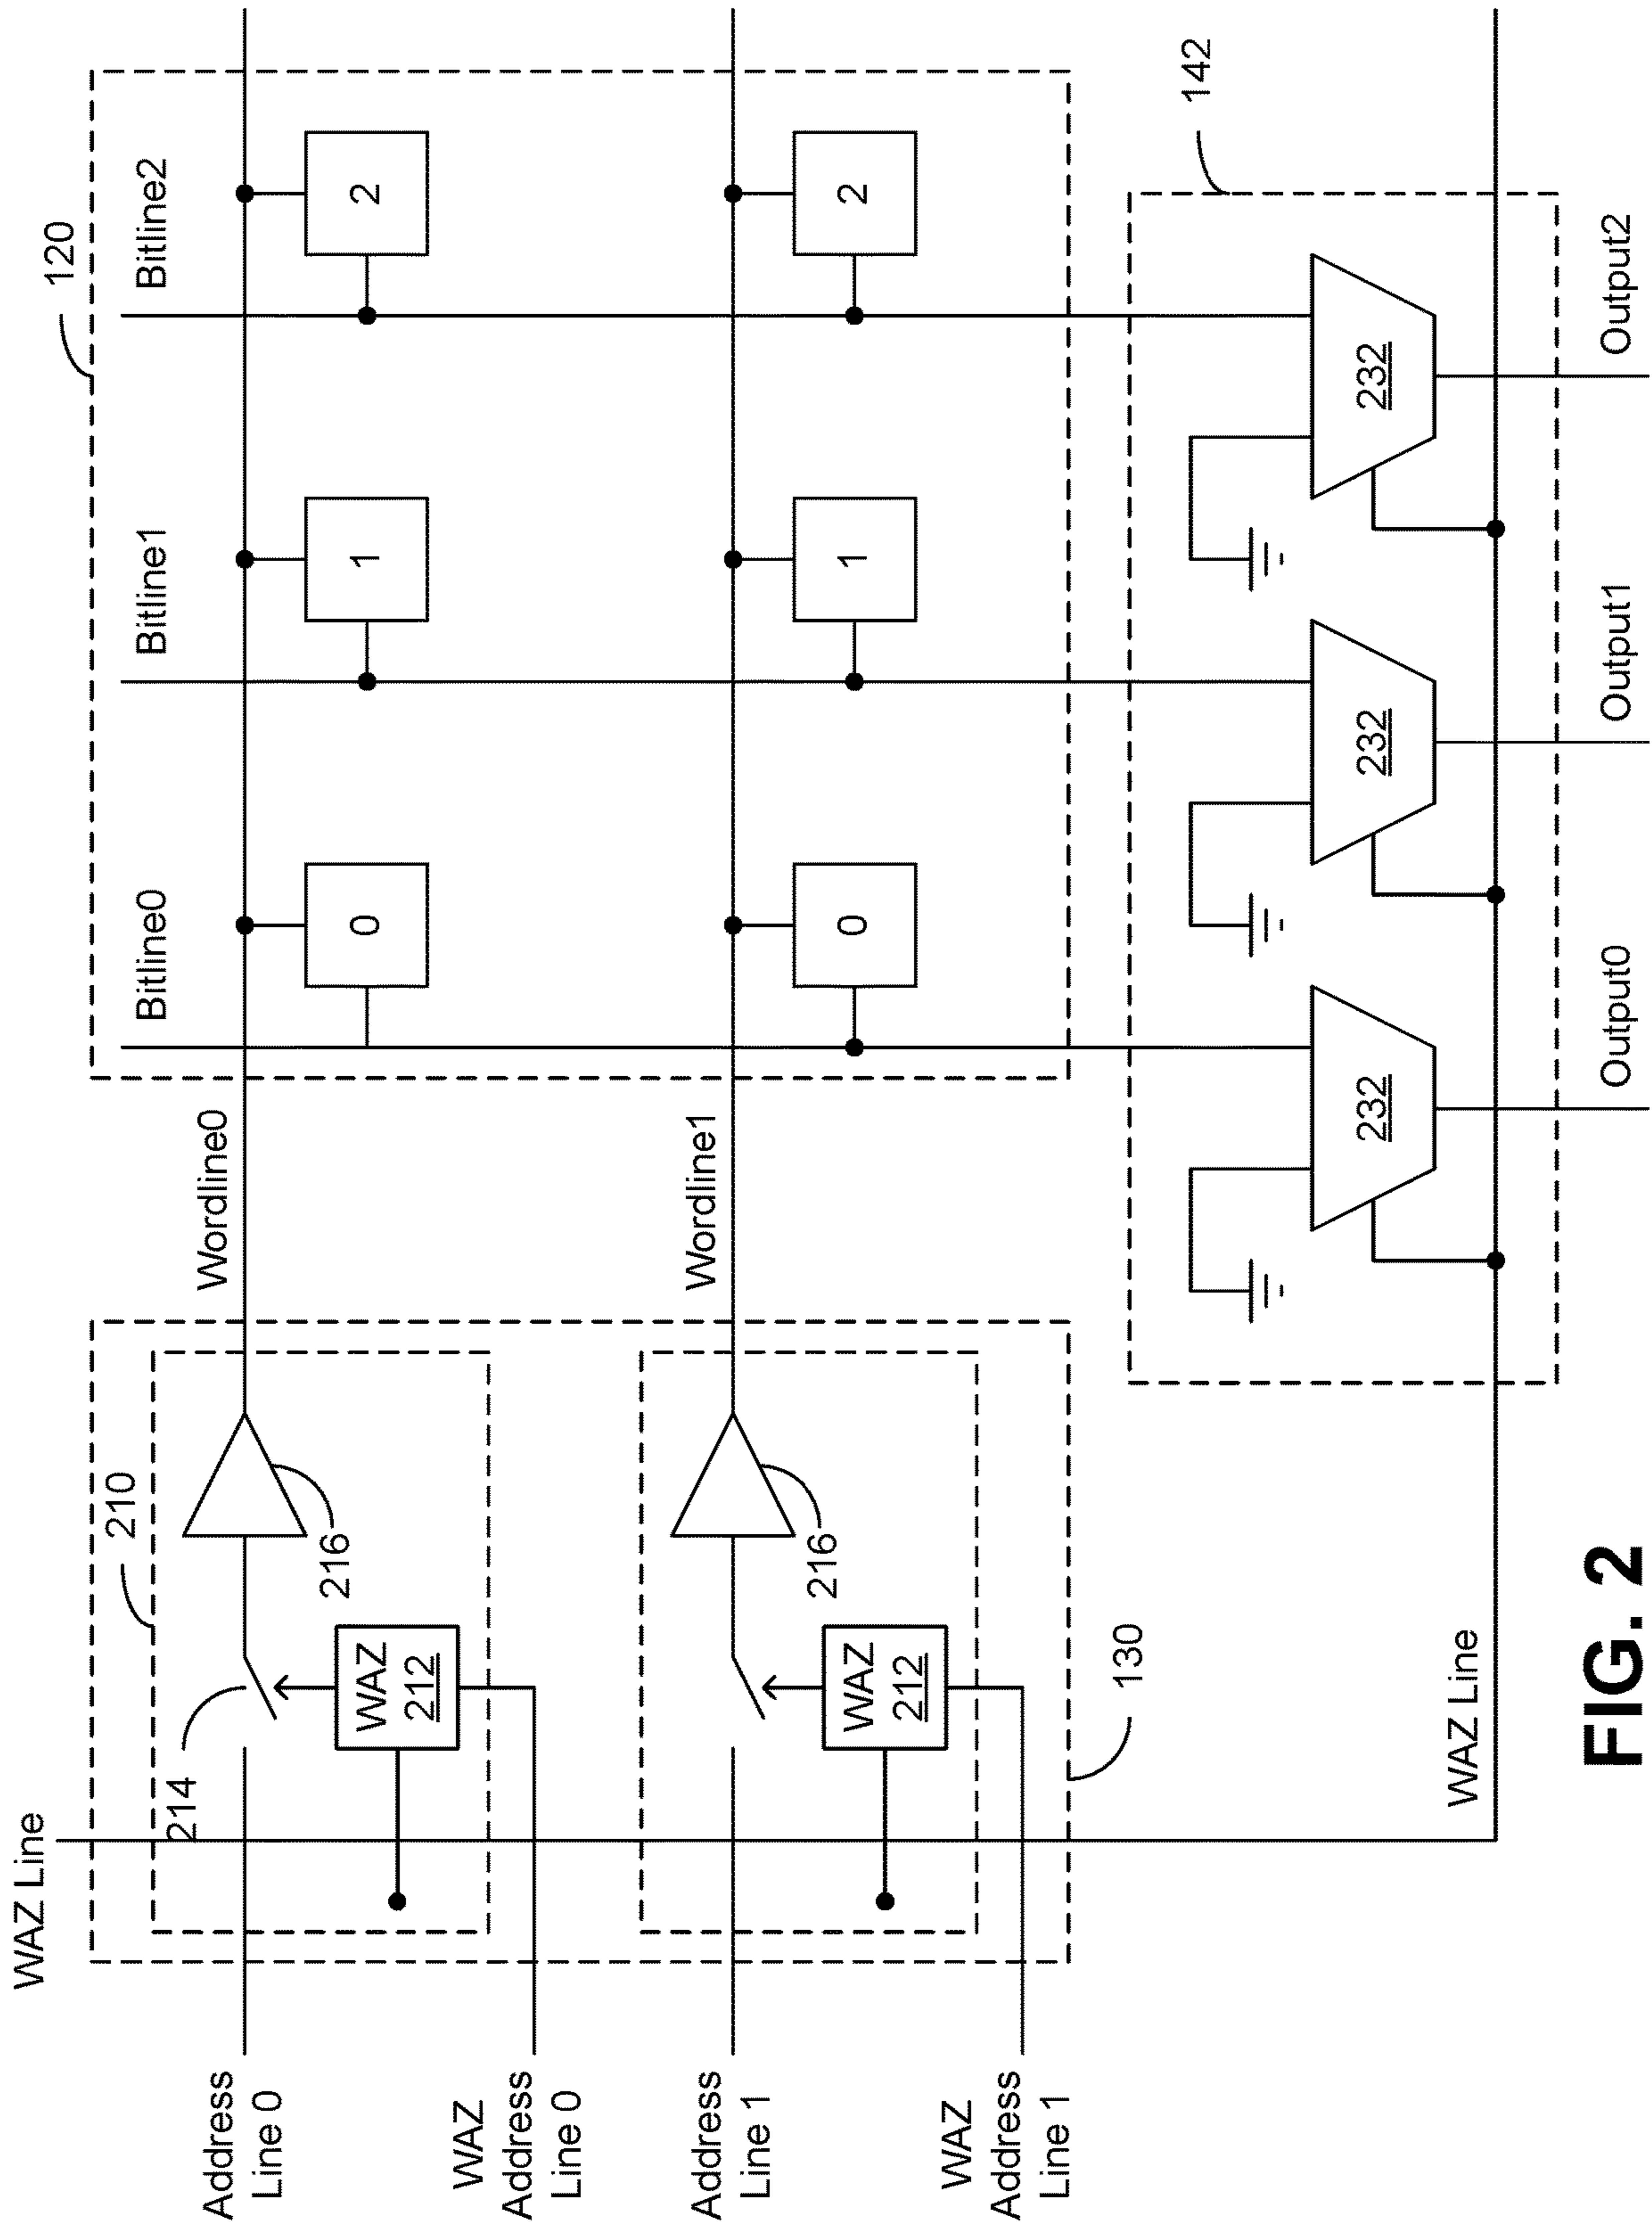 120
Bitline0
Bitline1
Bitline2
WAZ Line
210
214
216
Wordline0
0
1
2
Address
Line 0
WAZ
212
WAZ
Address
Line 0
216
Wordline1
0
1
2
Address
Line 1
WAZ
212
WAZ
Address
Line 1
130
142
232
232
232
WAZ Line
Output0
Output1
Output2
FIG. 2